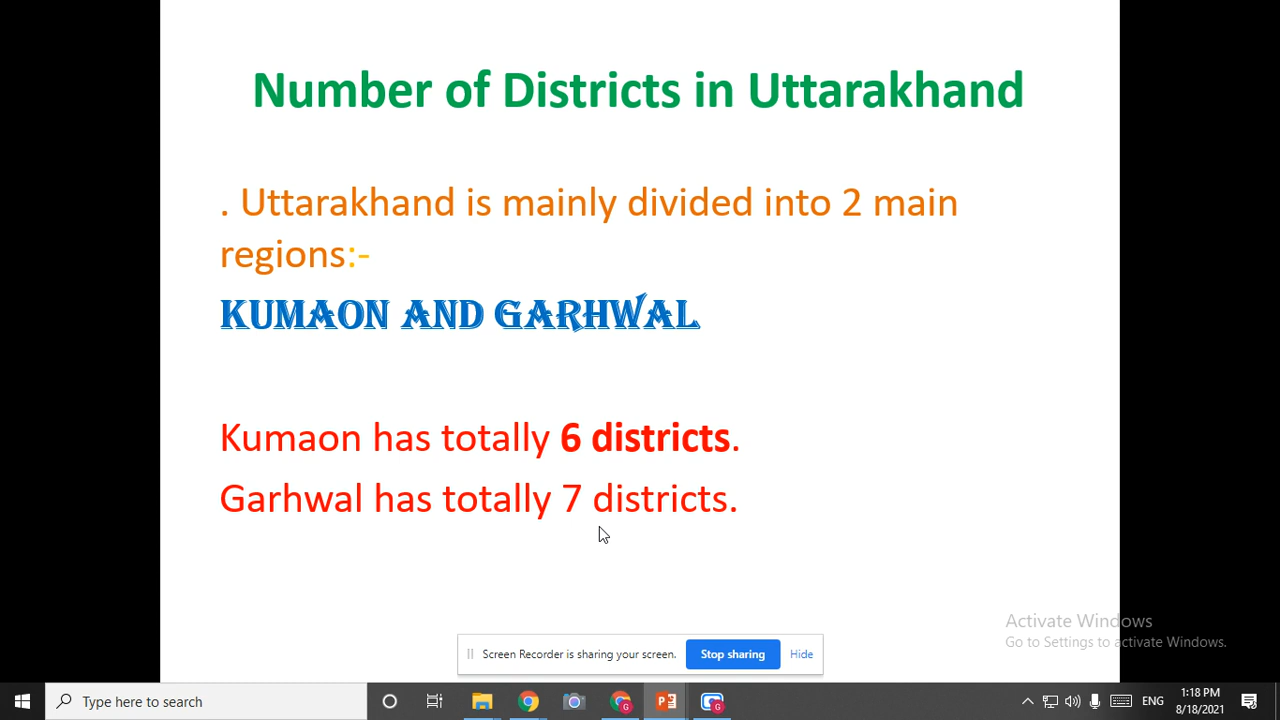 Number of Districts in Uttarakhand
. Uttarakhand is mainly divided into 2 main
regions:-
KUMAON AND GARHWAL
Kumaon has totally 6 districts.
Garhwal has totally 7 districts.
Activate Windows
Go to Settings to activate Windows.
Screen Recorder is sharing your screen.
Stop sharing
Hide
Type here to search
ENG
1:18 PM
8/18/2021